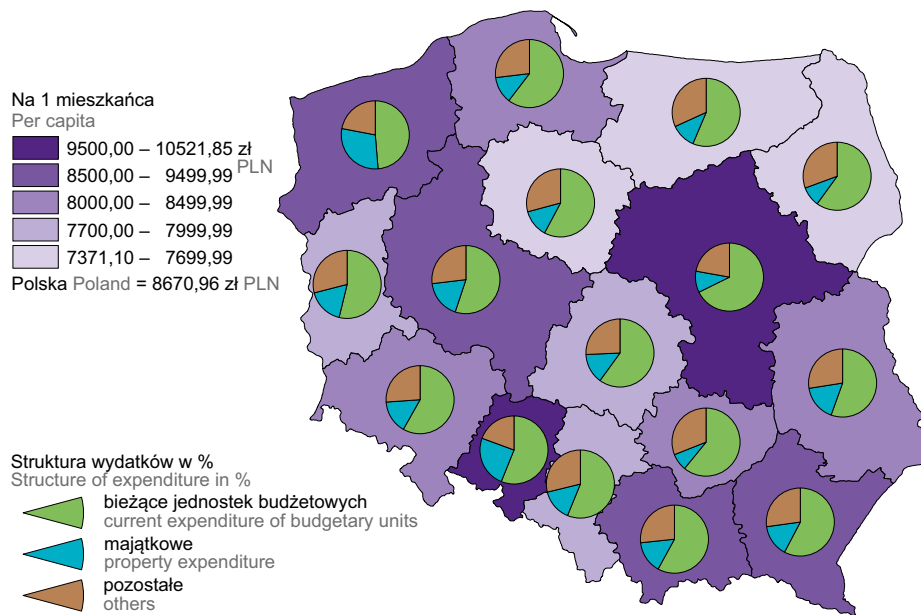 Na 1 mieszkańca
Per capita
9500,00 – 10521,85 zł PLN
8500,00 – 9499,99
8000,00 – 8499,99
7700,00 – 7999,99
7371,10 – 7699,99
Polska Poland = 8670,96 zł PLN
Struktura wydatków w %
Structure of expenditure in %
bieżące jednostek budżetowych
current expenditure of budgetary units
majątkowe
property expenditure
pozostałe
others